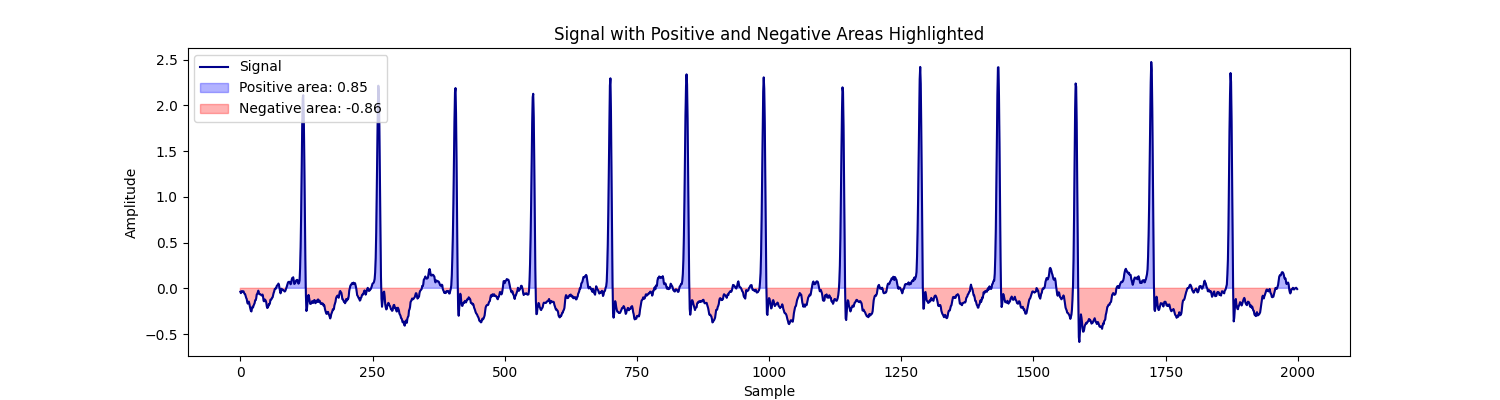 Signal with Positive and Negative Areas Highlighted
Signal
Positive area: 0.85
Negative area: -0.86
2.5
2.0
1.5
1.0
0.5
0.0
−0.5
Amplitude
0 250 500 750 1000 1250 1500 1750 2000
Sample